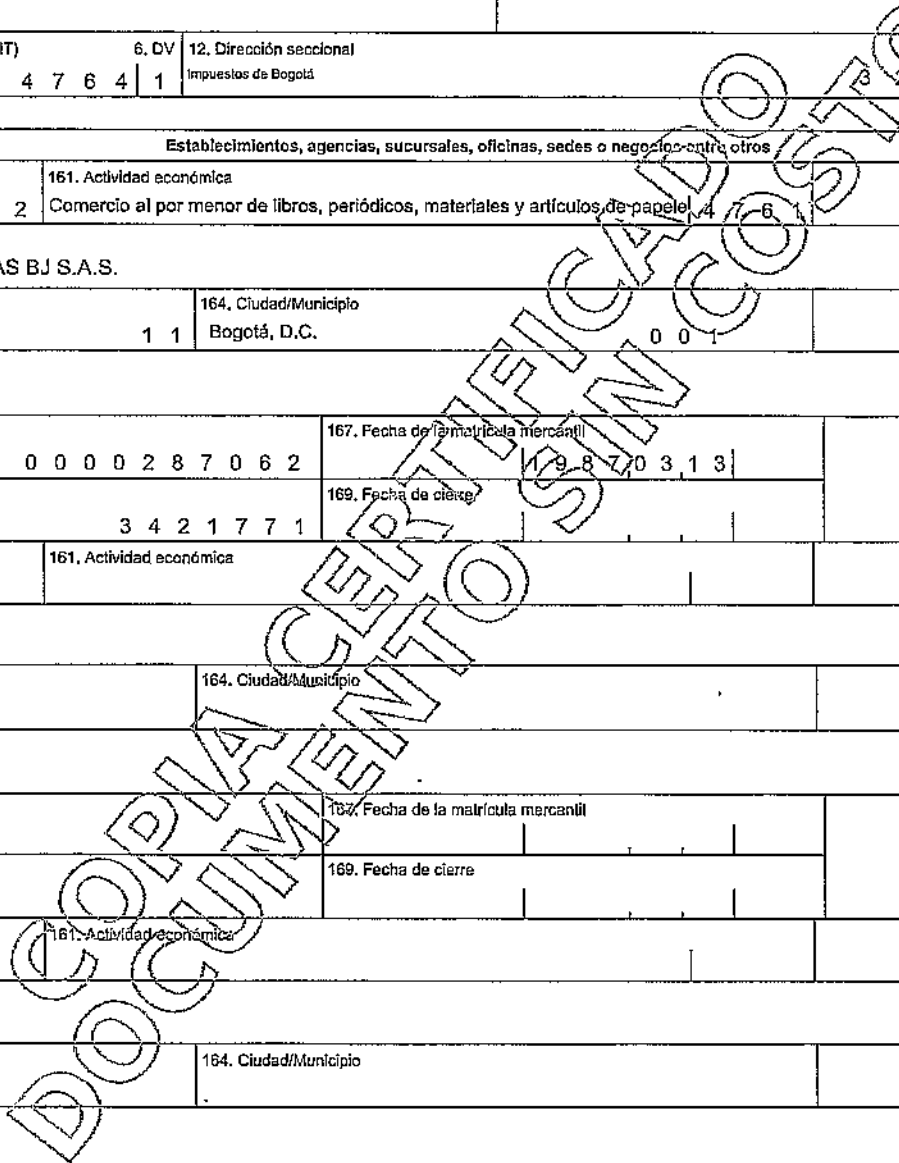 IT) 6. DV 12. Dirección seccional
4 7 6 4 1 Impuestos de Bogotá 3
Establecimientos, agencias, sucursales, oficinas, sedes o negocios entre otros
161. Actividad económica
2 Comercio al por menor de libros, periódicos, materiales y artículos de papele 4 7 6 1
AS BJ S.A.S.
164. Ciudad/Municipio
1 1 Bogotá, D.C. 0 0 1
167. Fecha de la matrícula mercantil
0 0 0 0 2 8 7 0 6 2 1 9 8 7 0 3 1 3
169. Fecha de cierre
3 4 2 1 7 7 1
161. Actividad económica
164. Ciudad/Municipio
167. Fecha de la matrícula mercantil
169. Fecha de cierre
161. Actividad económica
164. Ciudad/Municipio
COPIA CERTIFICADO
DOCUMENTO SIN COSTO